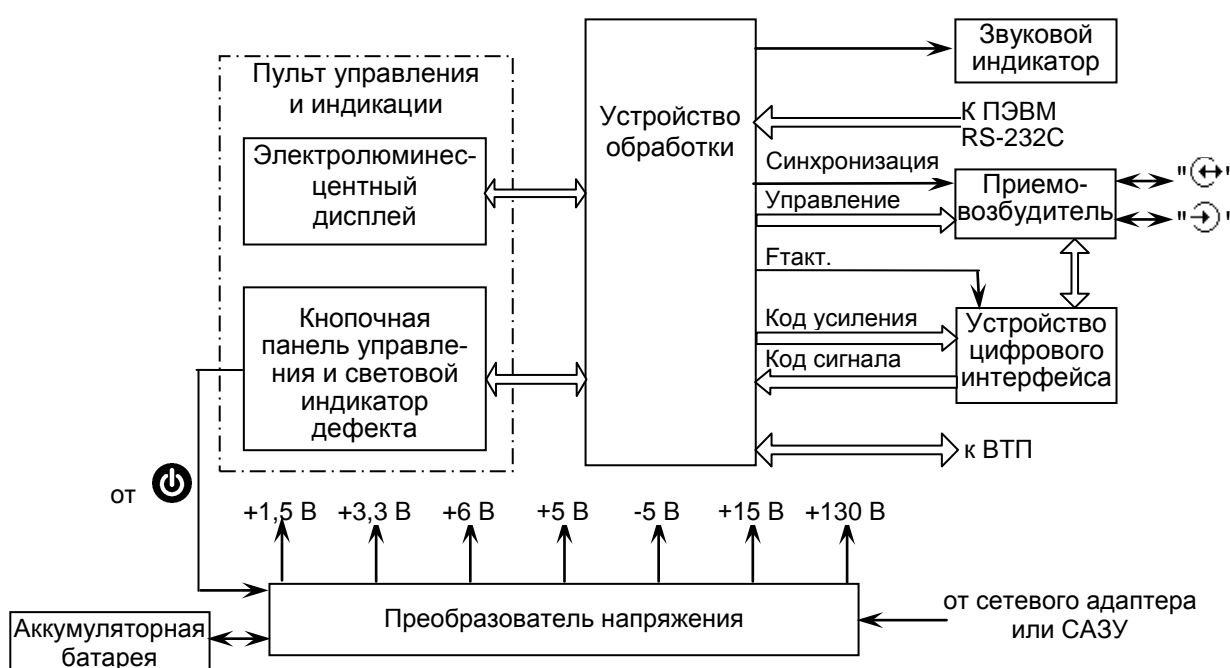 Звуковой
индикатор
Пульт управления
и индикации
Устройство
обработки
К ПЭВМ
RS-232C
Электролюминес-
центный
дисплей
Синхронизация
Управление
Приемо-
возбудитель
" "
" "
Fтакт.
Кнопочная
панель управле-
ния и световой
индикатор
дефекта
Код усиления
Код сигнала
Устройство
цифрового
интерфейса
к ВТП
от
+1,5 В +3,3 В +6 В +5 В -5 В +15 В +130 В
Преобразователь напряжения
от сетевого адаптера
или САЗУ
Аккумуляторная
батарея